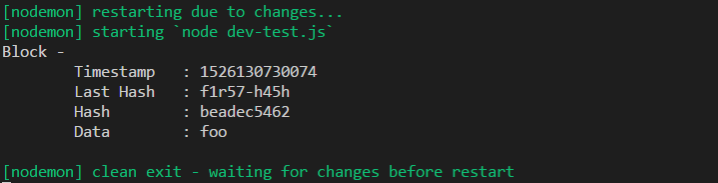 [nodemon] restarting due to changes...
[nodemon] starting `node dev-test.js`
Block -
Timestamp : 1526130730074
Last Hash : f1r57-h45h
Hash : beadec5462
Data : foo
[nodemon] clean exit - waiting for changes before restart